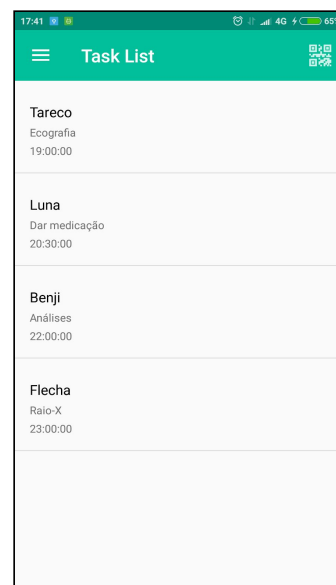 17:41 4G 65%
Task List
Tareco
Ecografia
19:00:00
Luna
Dar medicação
20:30:00
Benji
Análises
22:00:00
Flecha
Raio-X
23:00:00